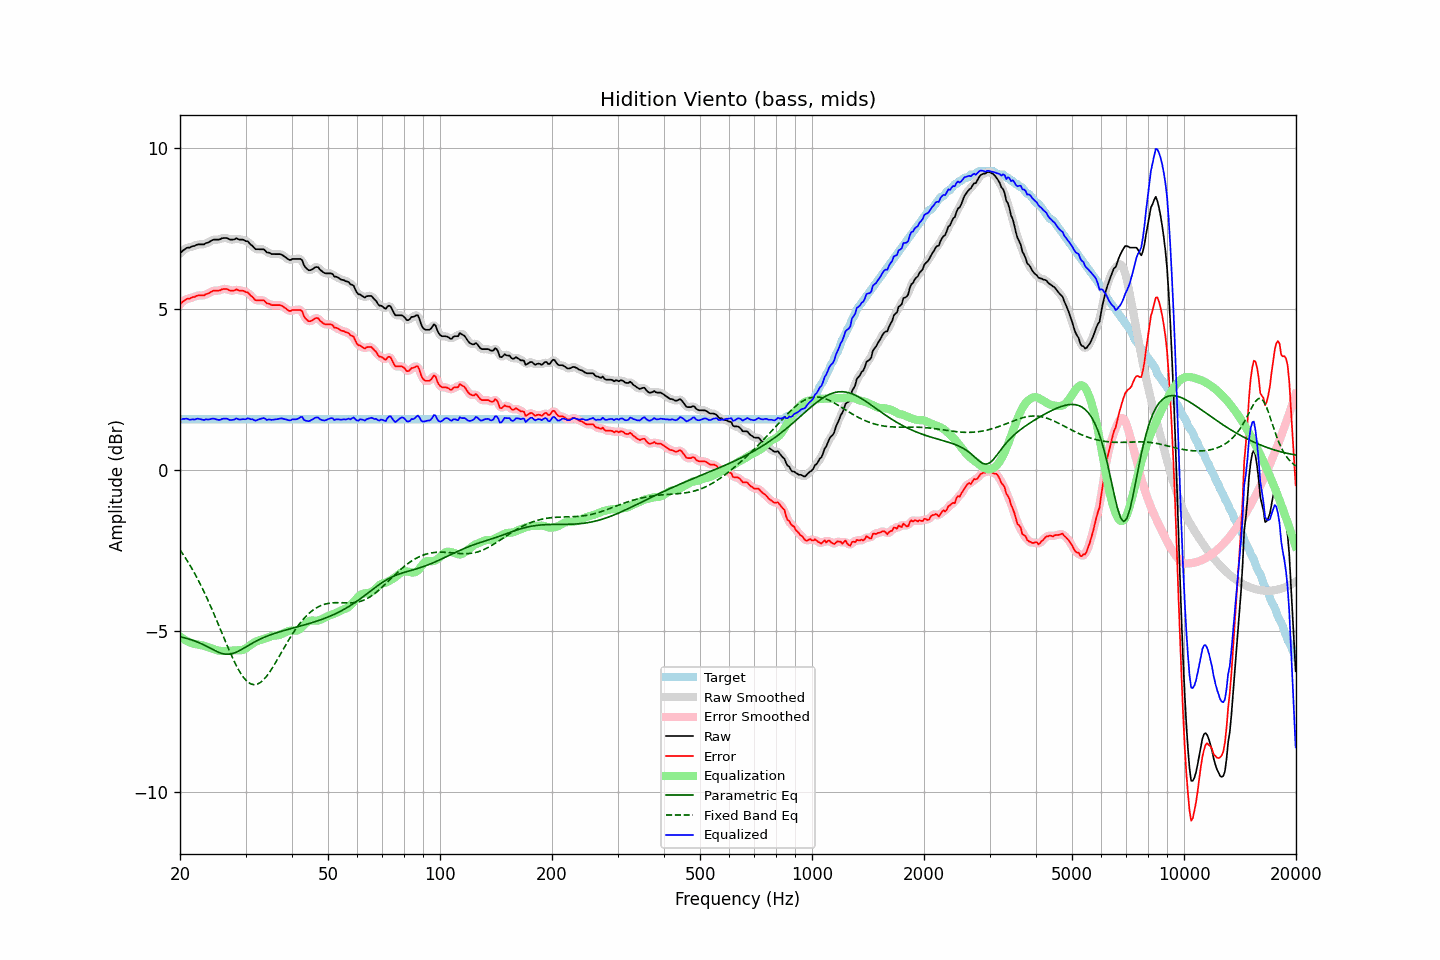 Hidition Viento (bass, mids)
Amplitude (dBr)
10
5
0
−5
−10
Target
Raw Smoothed
Error Smoothed
Raw
Error
Equalization
Parametric Eq
Fixed Band Eq
Equalized
20 50 100 200 500 1000 2000 5000 10000 20000
Frequency (Hz)